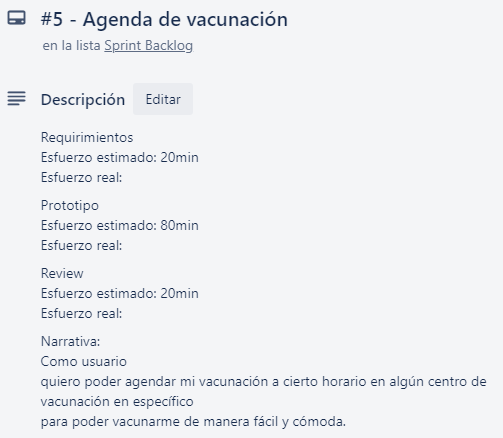 #5 - Agenda de vacunación
en la lista Sprint Backlog
Descripción Editar
Requirimientos
Esfuerzo estimado: 20min
Esfuerzo real:
Prototipo
Esfuerzo estimado: 80min
Esfuerzo real:
Review
Esfuerzo estimado: 20min
Esfuerzo real:
Narrativa:
Como usuario
quiero poder agendar mi vacunación a cierto horario en algún centro de
vacunación en específico
para poder vacunarme de manera fácil y cómoda.